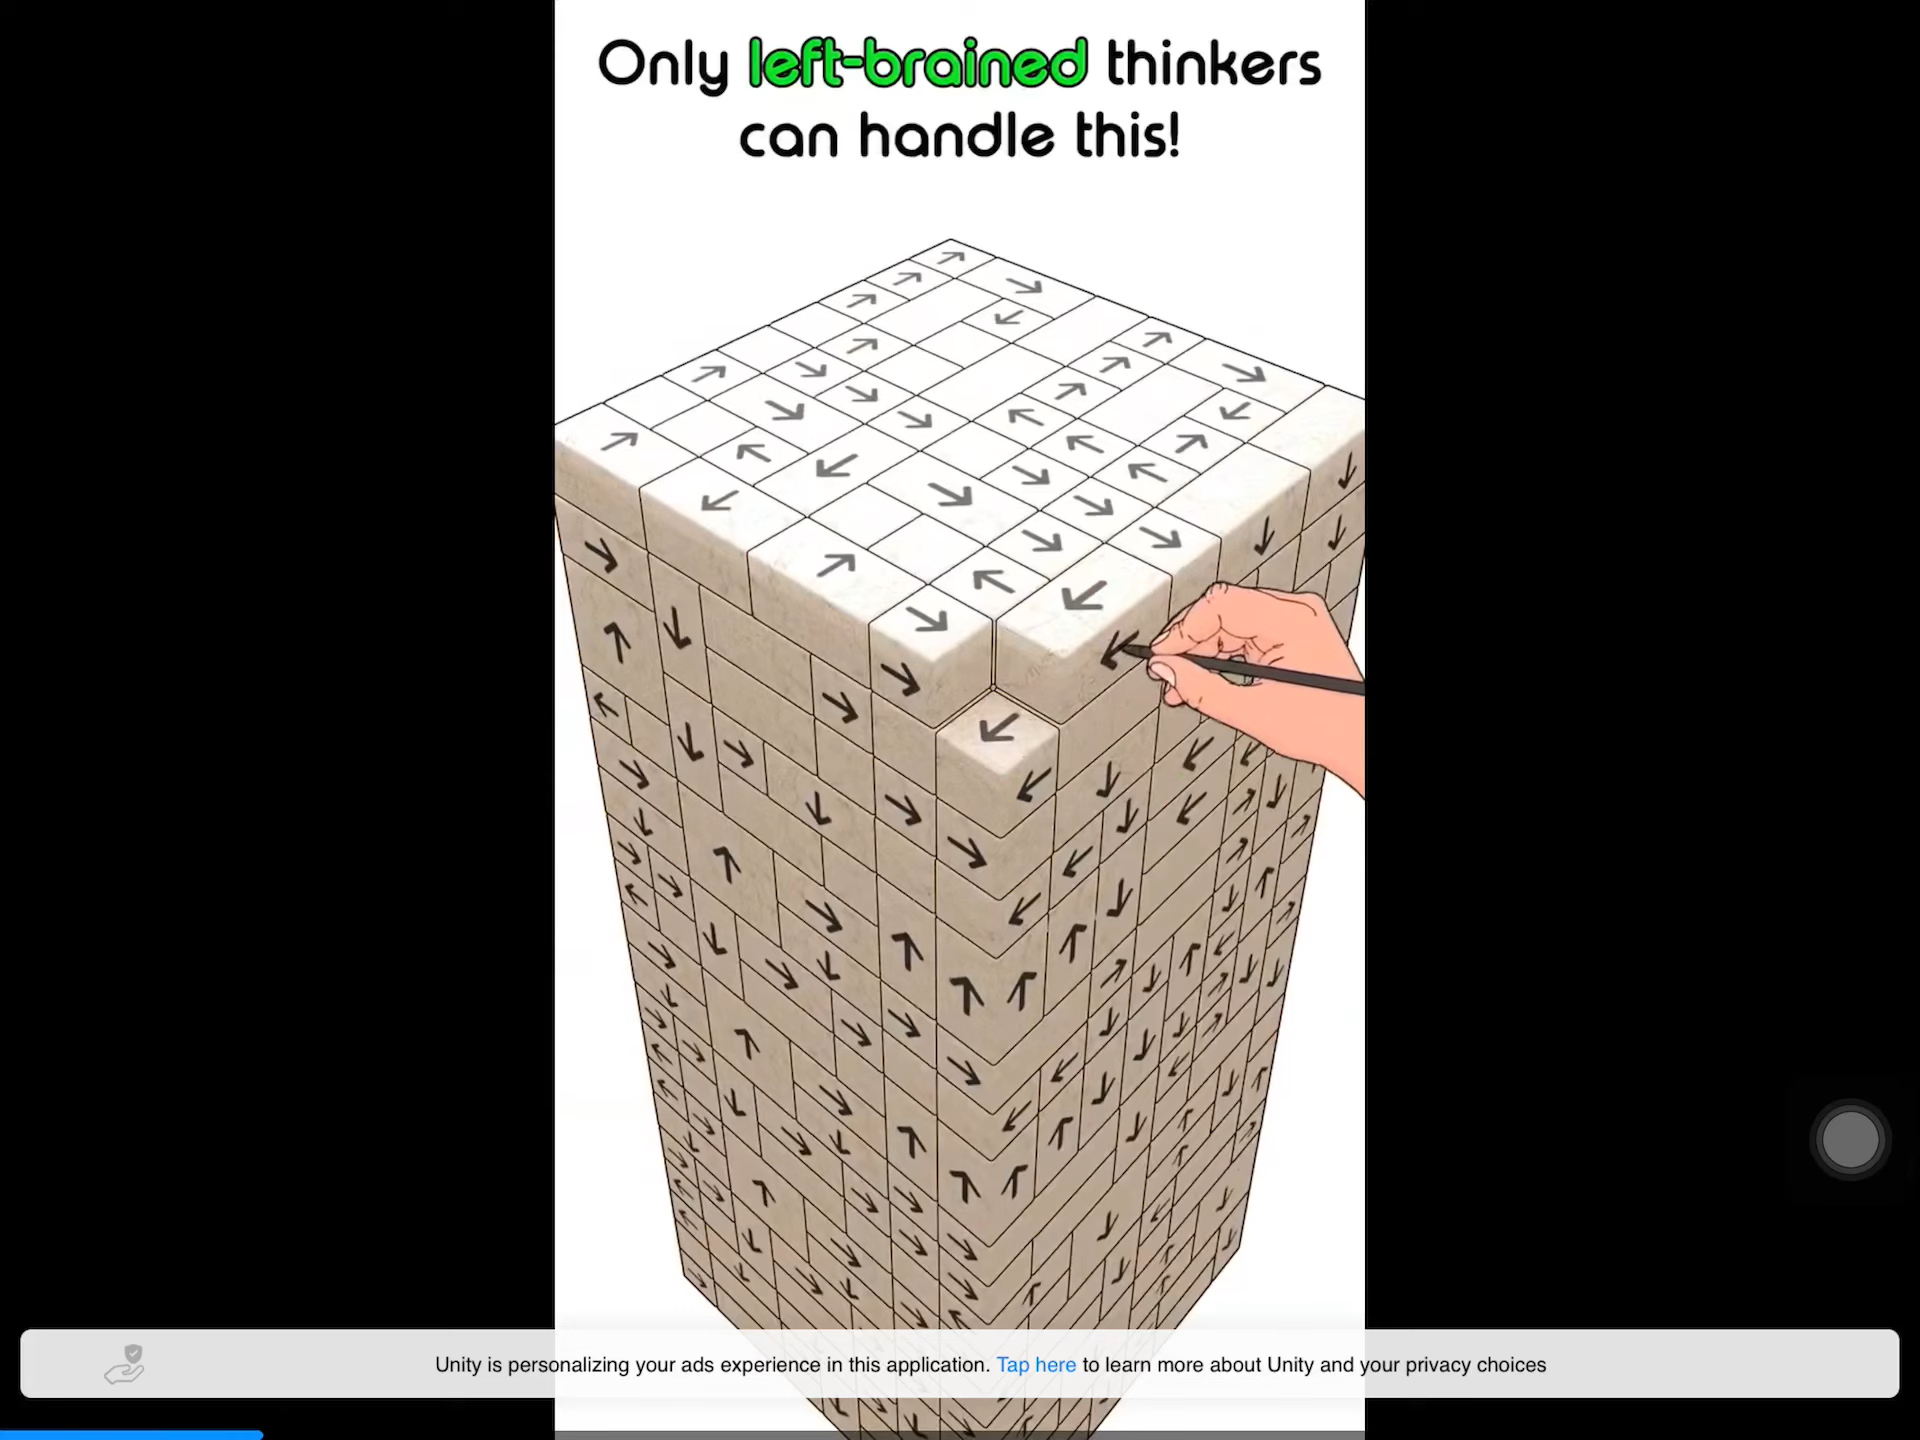 Only left-brained thinkers
can handle this!
Unity is personalizing your ads experience in this application. Tap here to learn more about Unity and your privacy choices